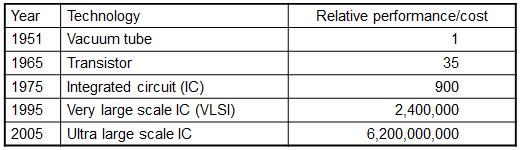 Year Technology Relative performance/cost
1951 Vacuum tube 1
1965 Transistor 35
1975 Integrated circuit (IC) 900
1995 Very large scale IC (VLSI) 2,400,000
2005 Ultra large scale IC 6,200,000,000